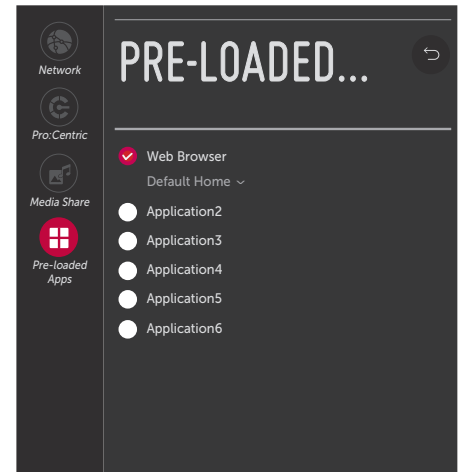 Network
Pro:Centric
Media Share
Pre-loaded
Apps
PRE-LOADED...
Web Browser
Default Home
Application2
Application3
Application4
Application5
Application6